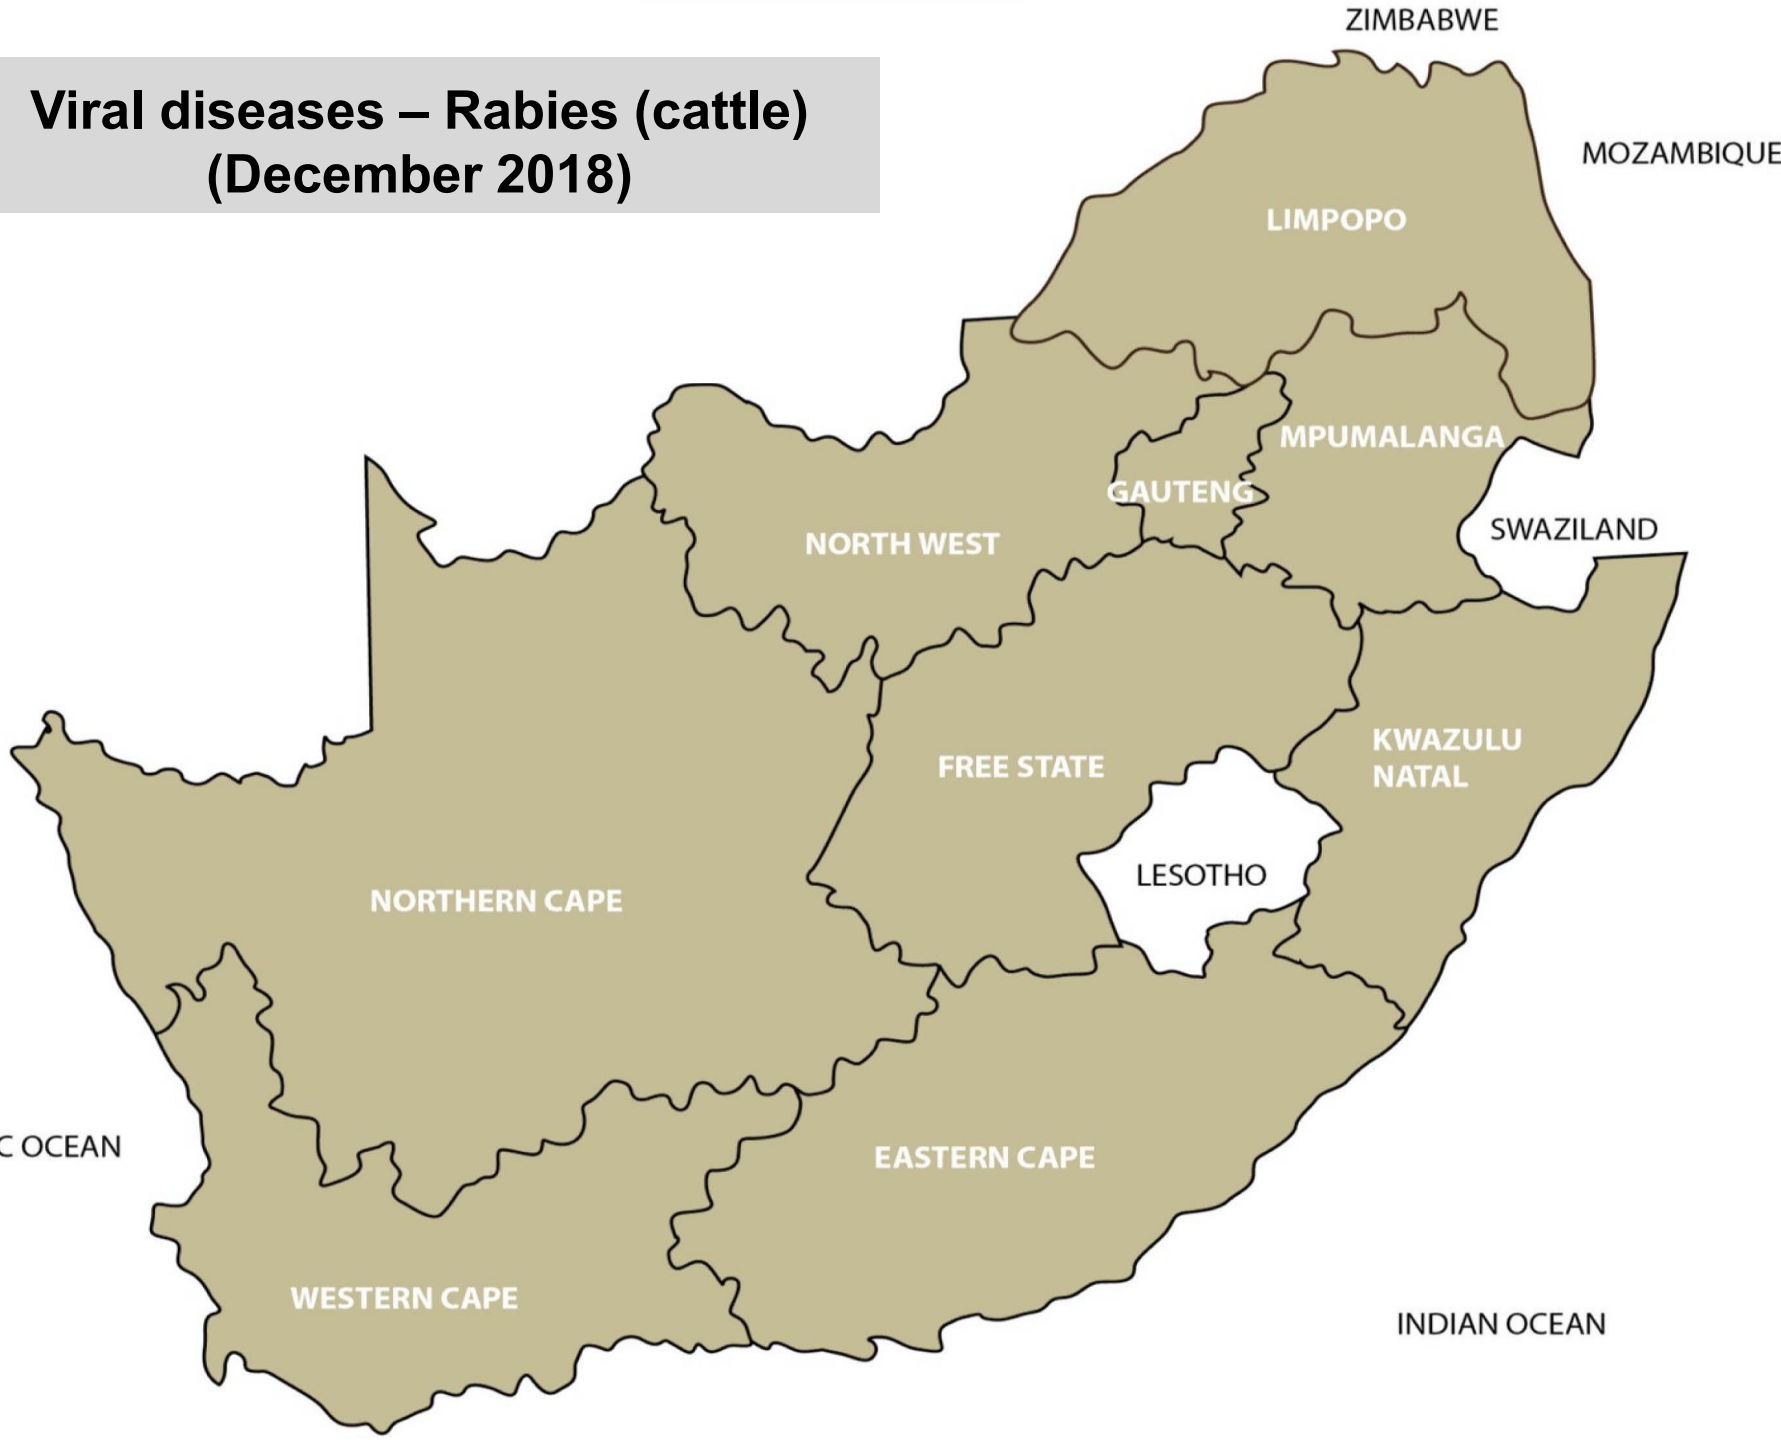 ZIMBABWE
Viral diseases – Rabies (cattle)
(December 2018)
MOZAMBIQUE
LIMPOPO
MPUMALANGA
GAUTENG
SWAZILAND
NORTH WEST
KWAZULU
NATAL
FREE STATE
LESOTHO
NORTHERN CAPE
C OCEAN
EASTERN CAPE
WESTERN CAPE
INDIAN OCEAN